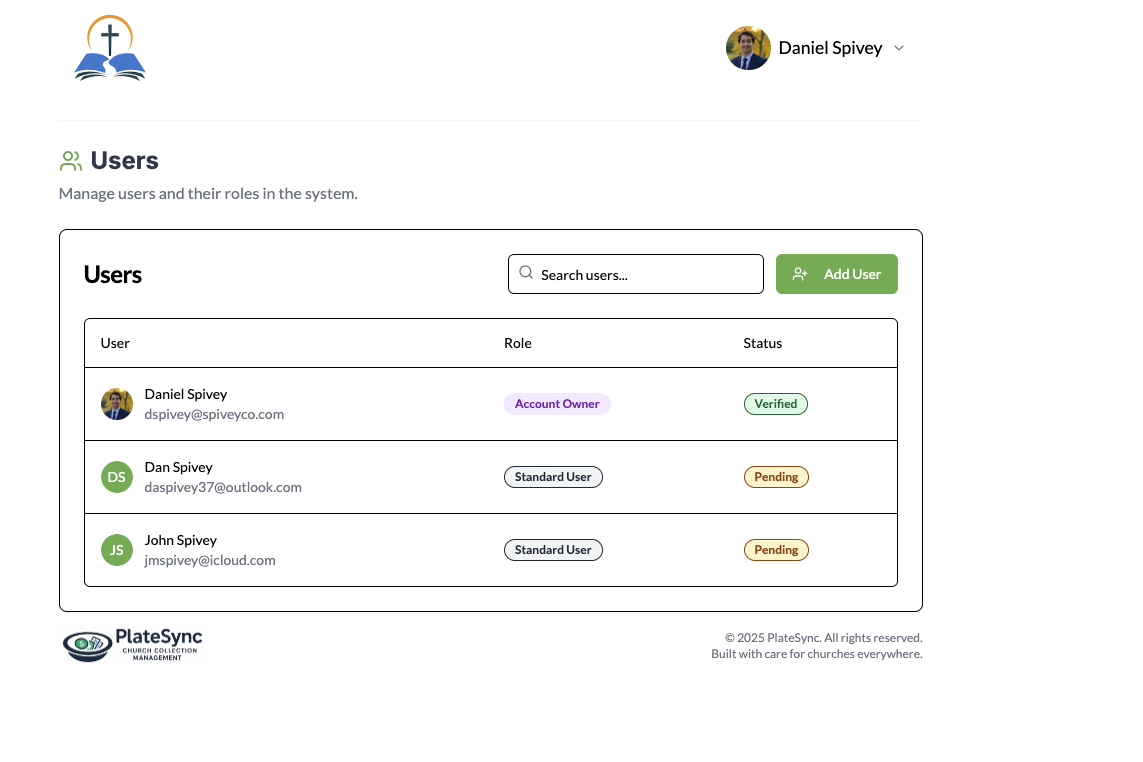 Daniel Spivey
Users
Manage users and their roles in the system.
Users
Search users...
Add User
User Role Status
Daniel Spivey
dspivey@spiveyco.com
Account Owner
Verified
DS
Dan Spivey
daspivey37@outlook.com
Standard User
Pending
JS
John Spivey
jmspivey@icloud.com
Standard User
Pending
PlateSync
CHURCH COLLECTION
MANAGEMENT
© 2025 PlateSync. All rights reserved.
Built with care for churches everywhere.